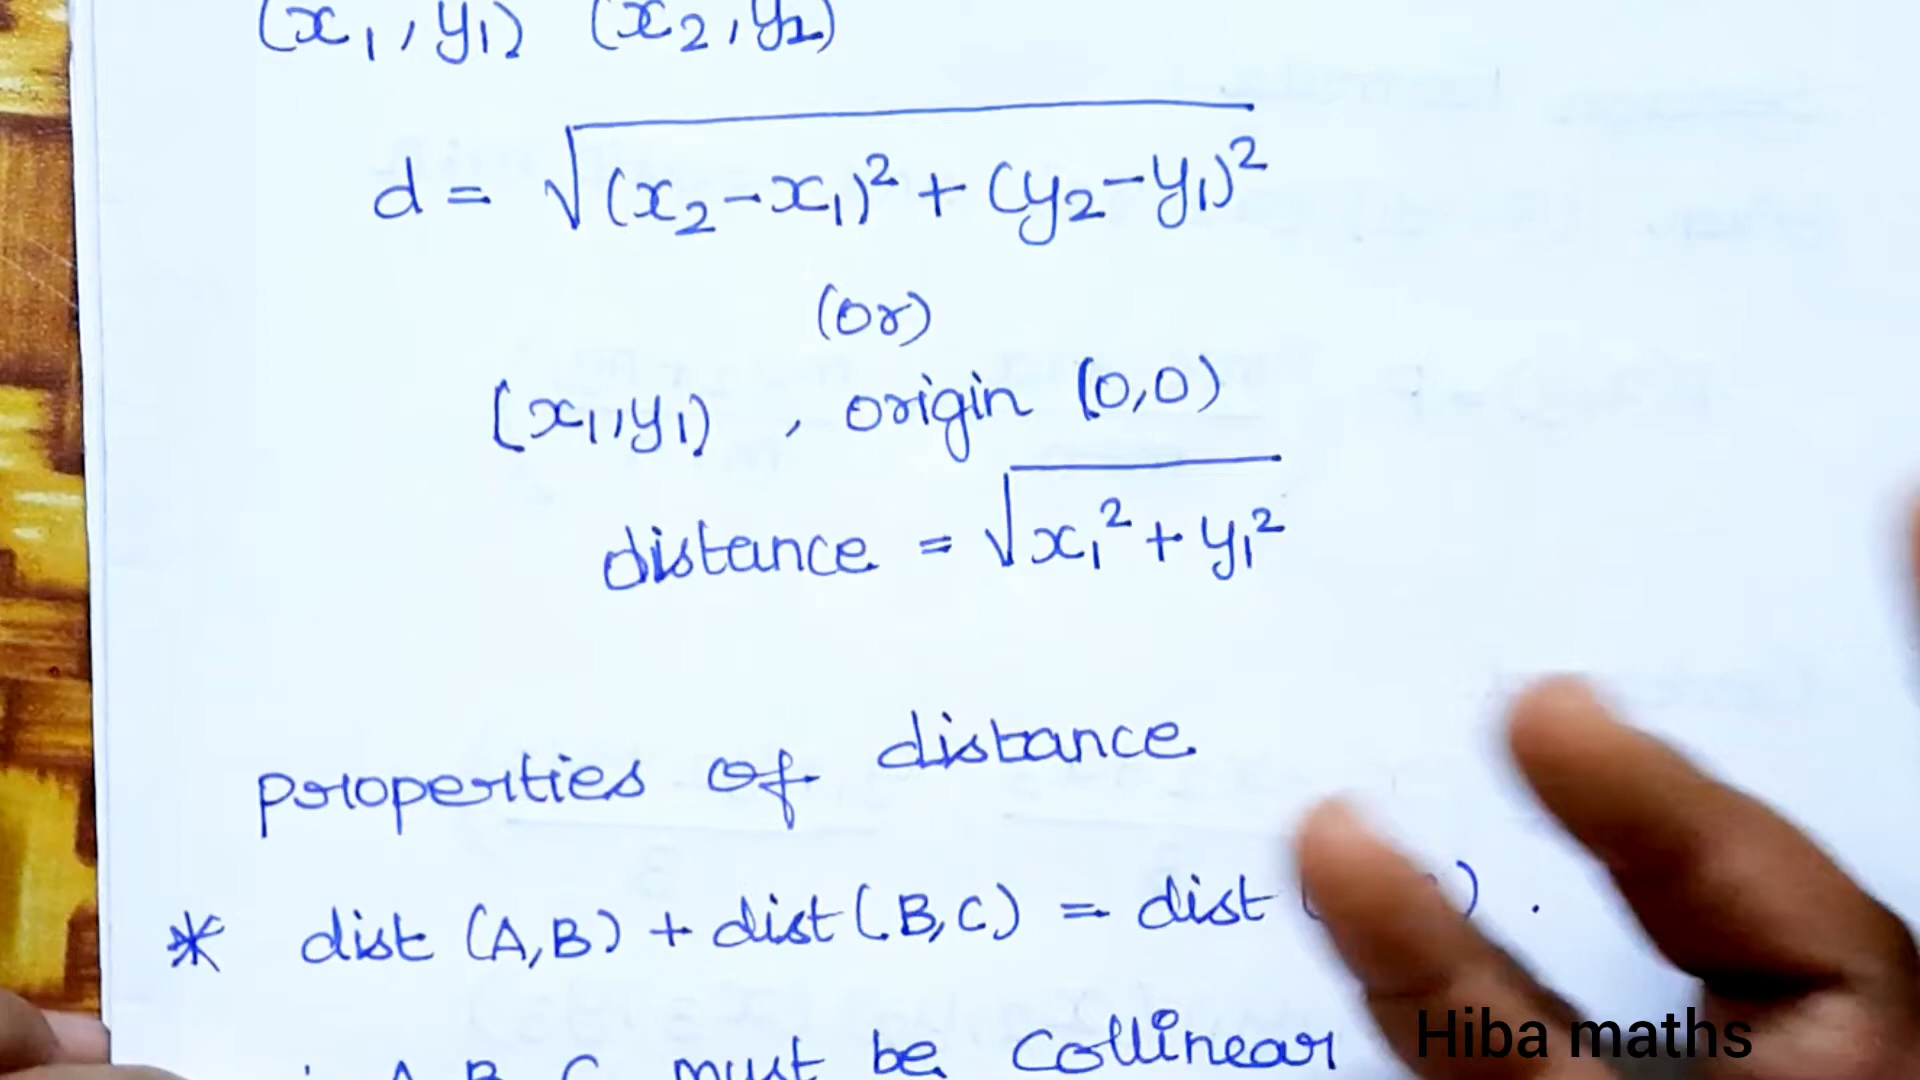 (x₁, y₁) (x₂, y₂)
d = √(x₂-x₁)² + (y₂-y₁)²
(or)
(x₁, y₁) , origin (0,0)
distance = √x₁² + y₁²
properties of distance
* dist (A,B) + dist (B,C) = dist ( ) .
A B C must be collinear
Hiba maths